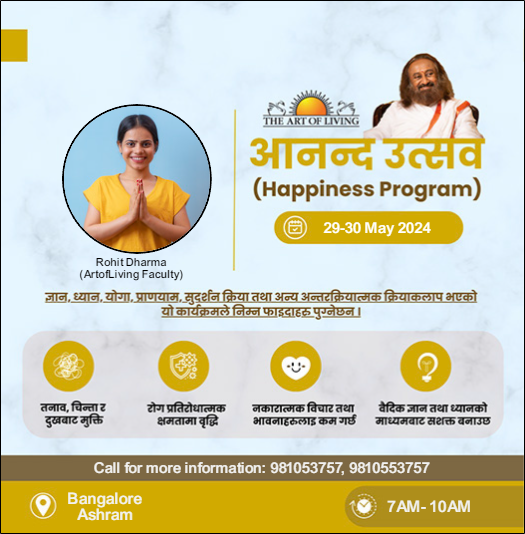 THE ART OF LIVING
आनन्द उत्सव
(Happiness Program)
29-30 May 2024
Rohit Dharma
(ArtofLiving Faculty)
ज्ञान, ध्यान, योगा, प्राणयाम, सुदर्शन क्रिया तथा अन्य अन्तरक्रियात्मक क्रियाकलाप भएको
यो कार्यक्रमले निम्न फाइदाहरु पुग्नेछन ।
तनाव, चिन्ता र
दुखबाट मुक्ति
रोग प्रतिरोधात्मक
क्षमतामा वृद्धि
नकारात्मक विचार तथा
भावनाहरुलाइ कम गर्छ
वैदिक ज्ञान तथा ध्यानको
माध्यमबाट सशक्त बनाउछ
Call for more information: 981053757, 9810553757
Bangalore
Ashram
7AM- 10AM